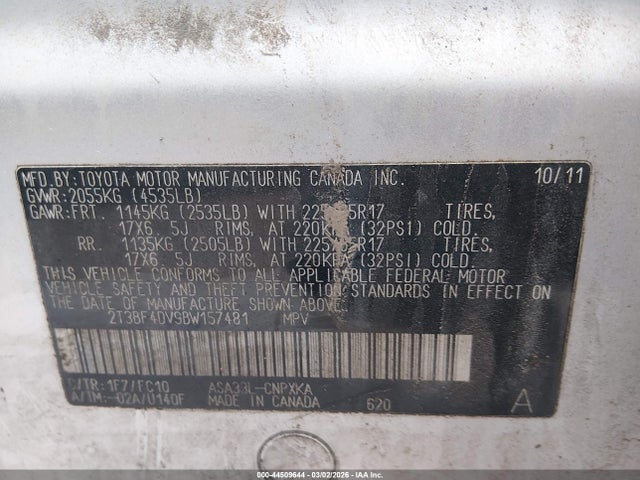 MFD.BY:TOYOTA MOTOR MANUFACTURING CANADA INC. 10/11
GVWR:2055KG (4535LB)
GAWR:FRT. 1145KG (2535LB) WITH 225/65R17 TIRES,
17X6 5J RIMS, AT 220KPA (32PSI) COLD.
RR. 1135KG (2505LB) WITH 225/65R17 TIRES,
17X6 5J RIMS, AT 220KPA (32PSI) COLD.
THIS VEHICLE CONFORMS TO ALL APPLICABLE FEDERAL MOTOR
VEHICLE SAFETY AND THEFT PREVENTION STANDARDS IN EFFECT
ON THE DATE OF MANUFACTURE SHOWN ABOVE.
2T3BF4DV9BW157481 MPV
C/TR:1F7/FC10 ASA33L-CNPXKA
A/TM:-02A/U140F MADE IN CANADA 620 A
000-44509644 — 03/02/2026 — IAA Inc.